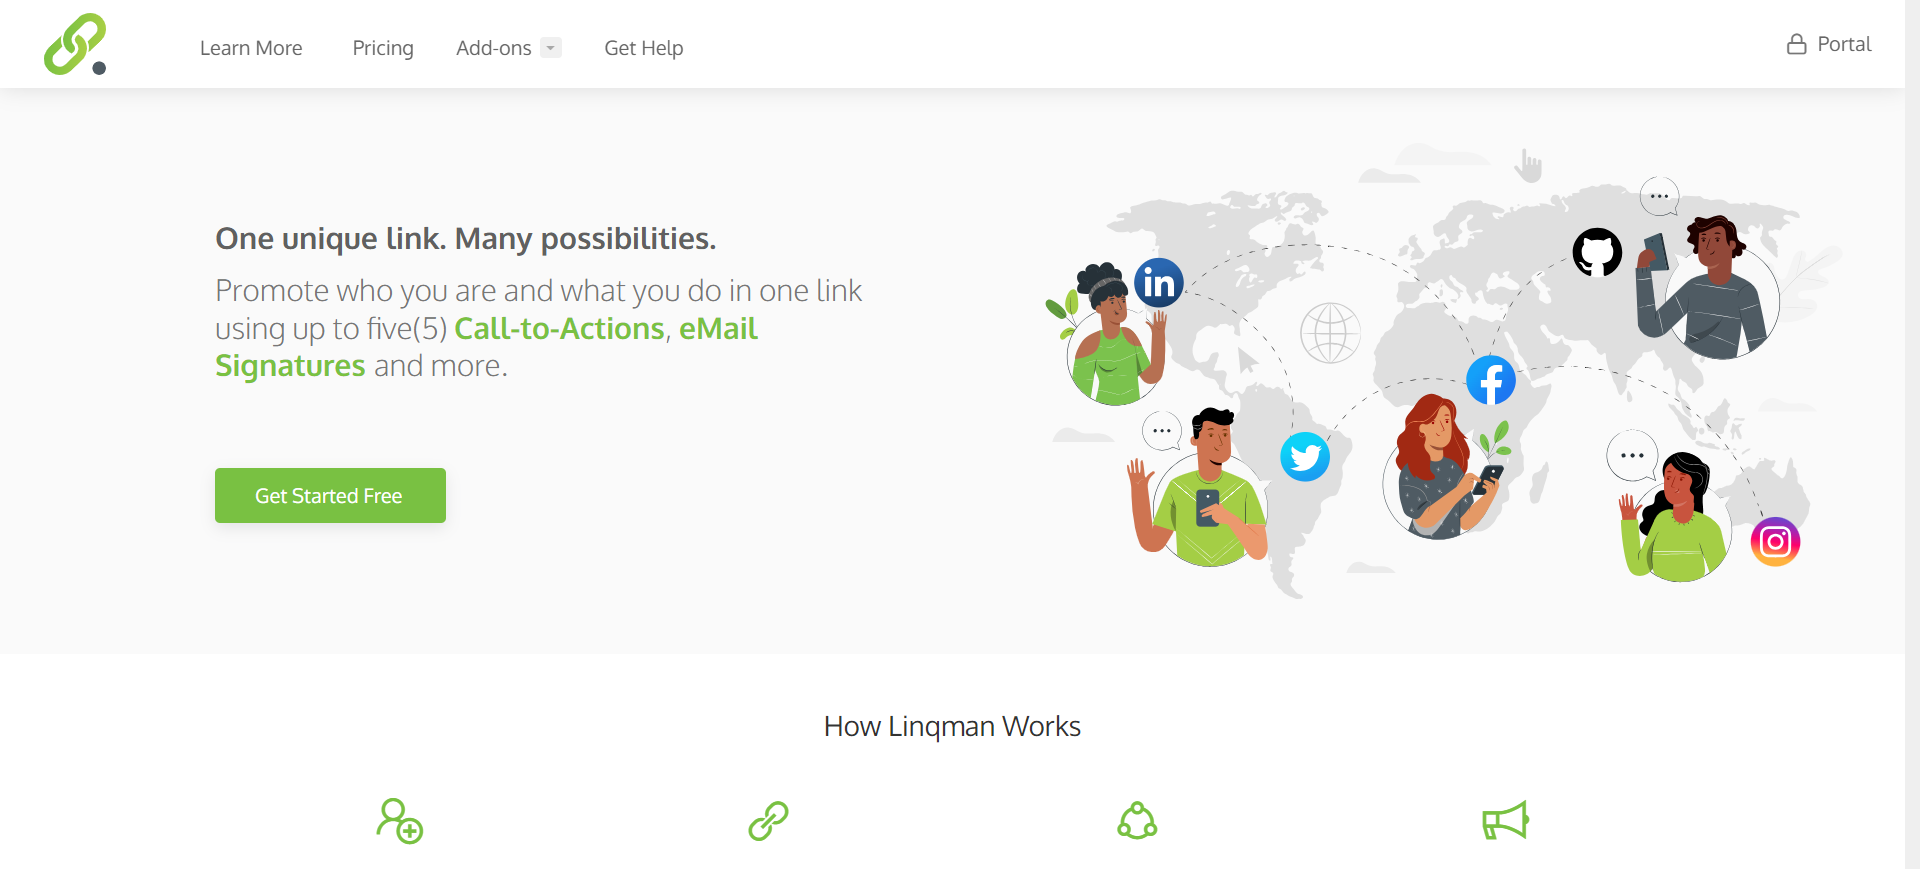 Learn More
Pricing
Add-ons
Get Help
Portal
One unique link. Many possibilities.
Promote who you are and what you do in one link
using up to five(5) Call-to-Actions, eMail
Signatures and more.
Get Started Free
How Linqman Works